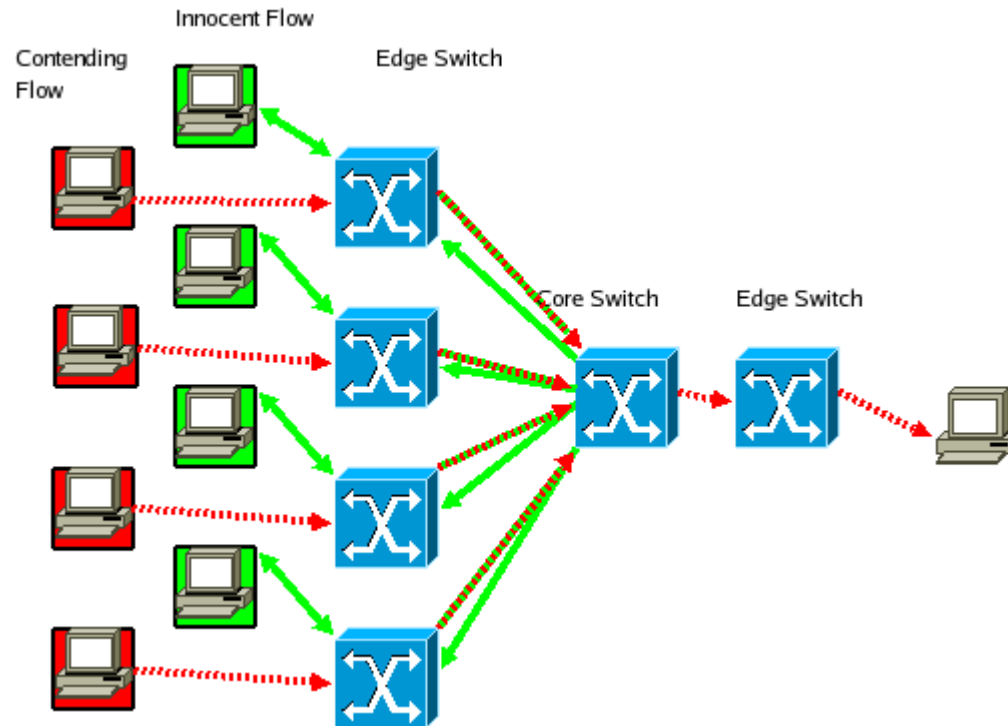 Innocent Flow
Contending
Flow
Edge Switch
Core Switch
Edge Switch